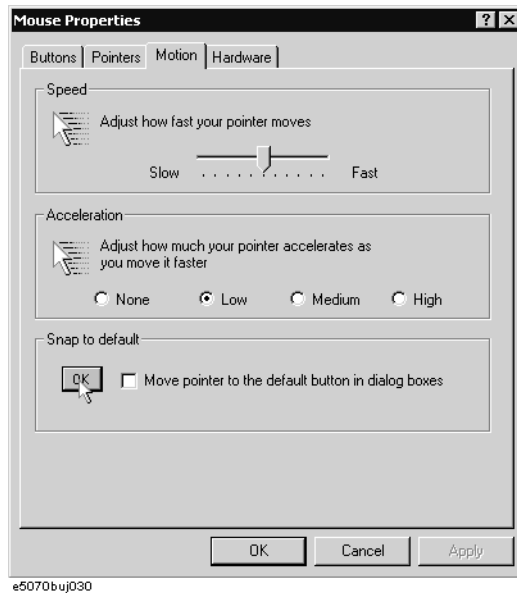 Mouse Properties
Buttons Pointers Motion Hardware
Speed
Adjust how fast your pointer moves
Slow Fast
Acceleration
Adjust how much your pointer accelerates as
you move it faster
None Low Medium High
Snap to default
OK Move pointer to the default button in dialog boxes
OK Cancel Apply
e5070buj030